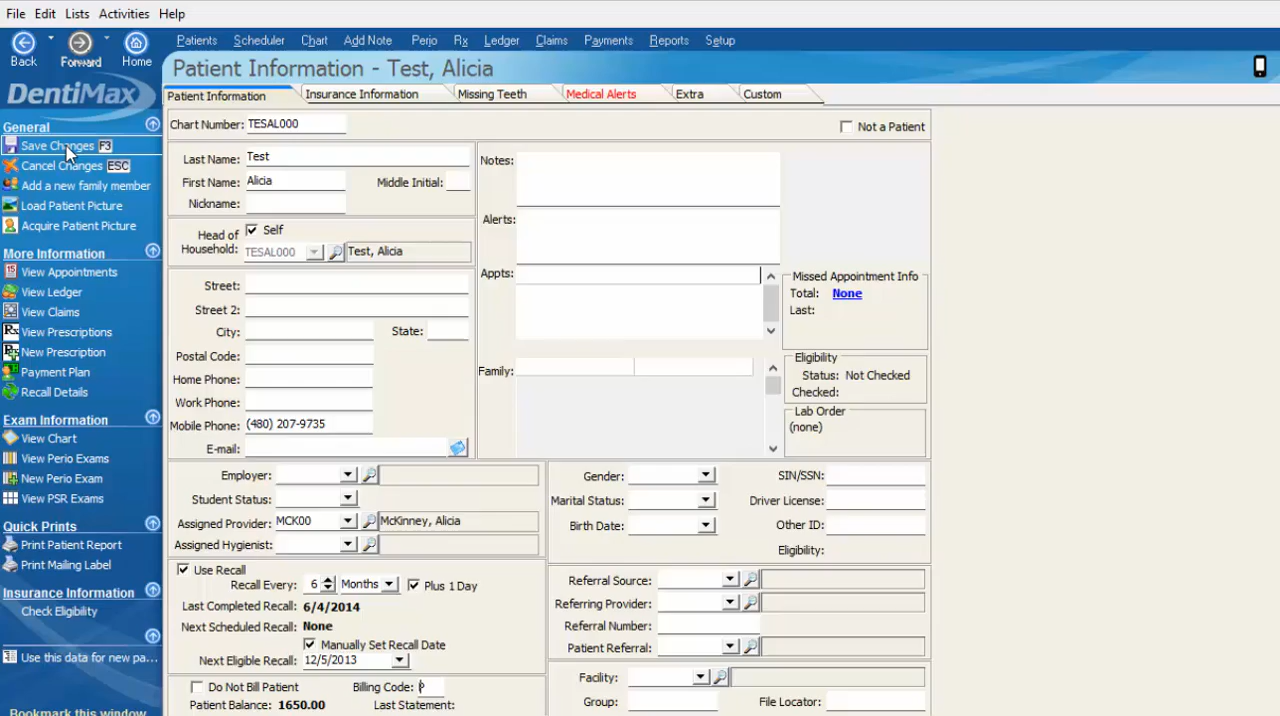 File Edit Lists Activities Help
Back Forward Home
Patients Scheduler Chart Add Note Perio Rx Ledger Claims Payments Reports Setup
DentiMax
Patient Information - Test, Alicia
Patient Information Insurance Information Missing Teeth Medical Alerts Extra Custom
General
Save Changes F3
Cancel Changes ESC
Add a new family member
Load Patient Picture
Acquire Patient Picture
More Information
View Appointments
View Ledger
View Claims
Rx View Prescriptions
New Prescription
Payment Plan
Recall Details
Exam Information
View Chart
View Perio Exams
New Perio Exam
View PSR Exams
Quick Prints
Print Patient Report
Print Mailing Label
Insurance Information
Check Eligibility
Use this data for new pa...
Bookmark this window
Chart Number: TESAL000
Not a Patient
Last Name: Test
First Name: Alicia Middle Initial:
Nickname:
Head of Household: Self
TESAL000 Test, Alicia
Street:
Street 2:
City: State:
Postal Code:
Home Phone:
Work Phone:
Mobile Phone: (480) 207-9735
E-mail:
Notes:
Alerts:
Appts:
Family:
Missed Appointment Info
Total: None
Last:
Eligibility
Status: Not Checked
Checked:
Lab Order
(none)
Employer:
Student Status:
Assigned Provider: MCK00 McKinney, Alicia
Assigned Hygienist:
Gender: SIN/SSN:
Marital Status: Driver License:
Birth Date: Other ID:
Eligibility:
Use Recall
Recall Every: 6 Months Plus 1 Day
Last Completed Recall: 6/4/2014
Next Scheduled Recall: None
Manually Set Recall Date
Next Eligible Recall: 12/5/2013
Referral Source:
Referring Provider:
Referral Number:
Patient Referral:
Do Not Bill Patient Billing Code:
Patient Balance: 1650.00 Last Statement:
Facility:
Group: File Locator: